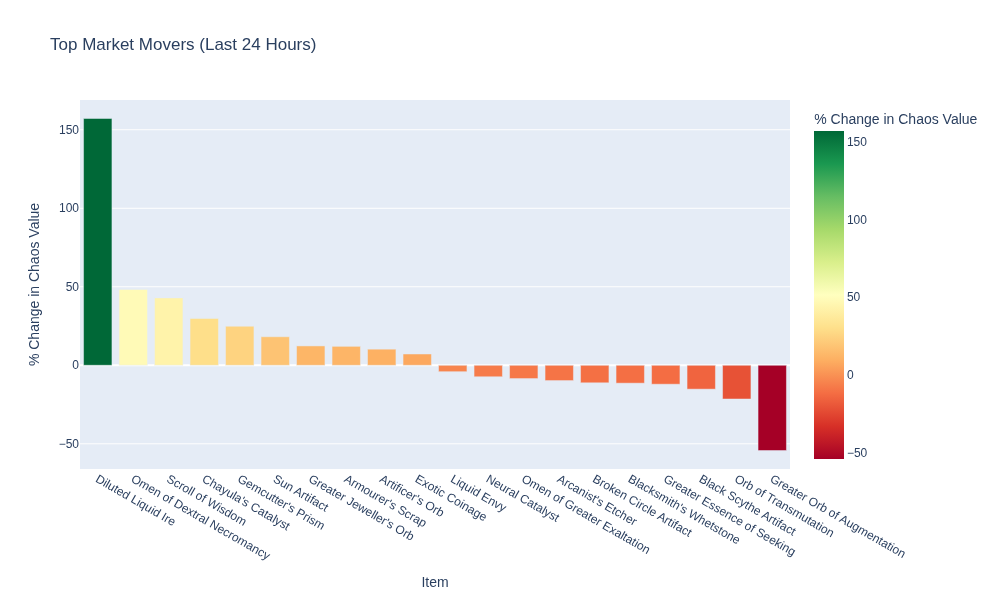 Top Market Movers (Last 24 Hours)
% Change in Chaos Value
150
100
50
0
−50
% Change in Chaos Value
150
100
50
0
−50
Diluted Liquid Ire
Omen of Dextral Necromancy
Scroll of Wisdom
Chayula's Catalyst
Gemcutter's Prism
Sun Artifact
Greater Jeweller's Orb
Armourer's Scrap
Artificer's Orb
Exotic Coinage
Liquid Envy
Neural Catalyst
Omen of Greater Exaltation
Arcanist's Etcher
Broken Circle Artifact
Blacksmith's Whetstone
Greater Essence of Seeking
Black Scythe Artifact
Orb of Transmutation
Greater Orb of Augmentation
Item